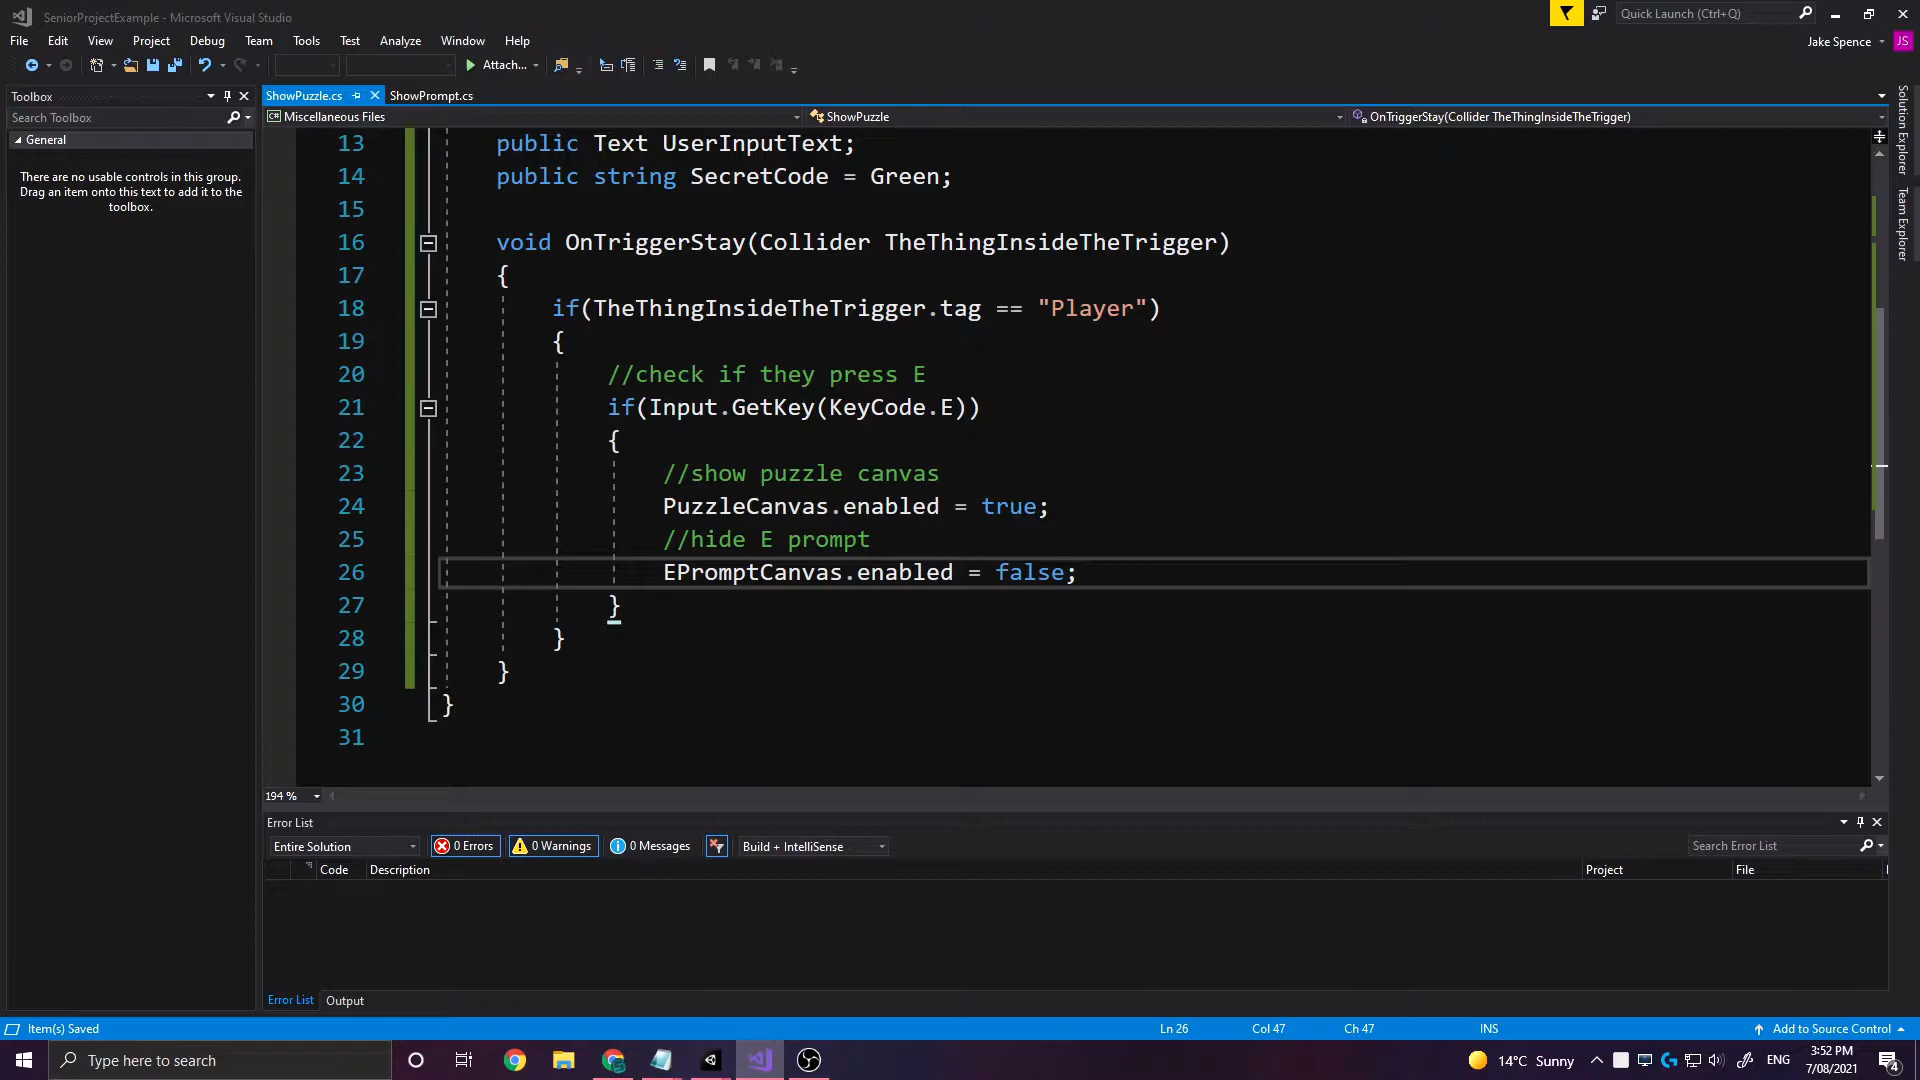 SeniorProjectExample - Microsoft Visual Studio
Quick Launch (Ctrl+Q)
File Edit View Project Debug Team Tools Test Analyze Window Help
Jake Spence JS
Attach...
Toolbox
ShowPuzzle.cs ShowPrompt.cs
Search Toolbox
Miscellaneous Files ShowPuzzle OnTriggerStay(Collider TheThingInsideTheTrigger)
General
There are no usable controls in this group.
Drag an item onto this text to add it to the
toolbox.
Solution Explorer
Team Explorer
13 public Text UserInputText;
14 public string SecretCode = Green;
15
16 void OnTriggerStay(Collider TheThingInsideTheTrigger)
17 {
18 if(TheThingInsideTheTrigger.tag == "Player")
19 {
20 //check if they press E
21 if(Input.GetKey(KeyCode.E))
22 {
23 //show puzzle canvas
24 PuzzleCanvas.enabled = true;
25 //hide E prompt
26 EPromptCanvas.enabled = false;
27 }
28 }
29 }
30 }
31
194 %
Error List
Entire Solution 0 Errors 0 Warnings 0 Messages Build + IntelliSense Search Error List
Code Description Project File
Error List Output
Item(s) Saved Ln 26 Col 47 Ch 47 INS Add to Source Control
Type here to search
14°C Sunny ENG
3:52 PM
7/08/2021
4